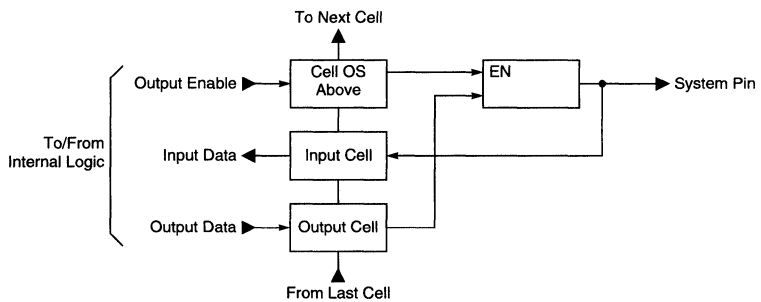 To Next Cell
Output Enable
Cell OS
Above
EN
System Pin
To/From
Internal Logic
Input Data
Input Cell
Output Data
Output Cell
From Last Cell